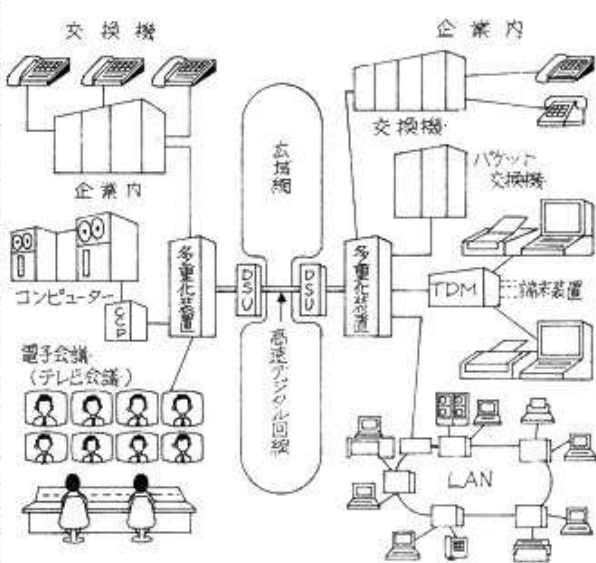 交換機
企業内
コンピューター
CCP
電子会議
(テレビ会議)
多重化装置
DSU
広域網
高速デジタル回線
DSU
多重化装置
企業内
交換機
パケット
交換機
TDM
端末装置
LAN